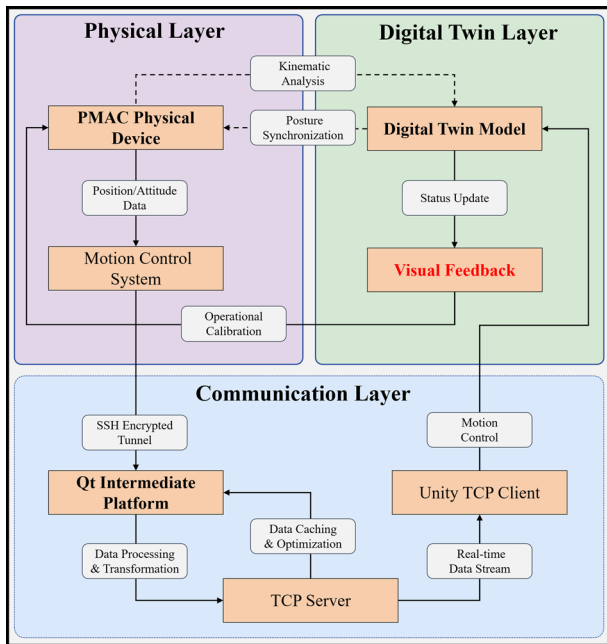 Physical Layer
Digital Twin Layer
Kinematic
Analysis
PMAC Physical
Device
Posture
Synchronization
Digital Twin Model
Position/Attitude
Data
Status Update
Motion Control
System
Visual Feedback
Operational
Calibration
Communication Layer
SSH Encrypted
Tunnel
Motion
Control
Qt Intermediate
Platform
Unity TCP Client
Data Caching
& Optimization
Data Processing
& Transformation
Real-time
Data Stream
TCP Server